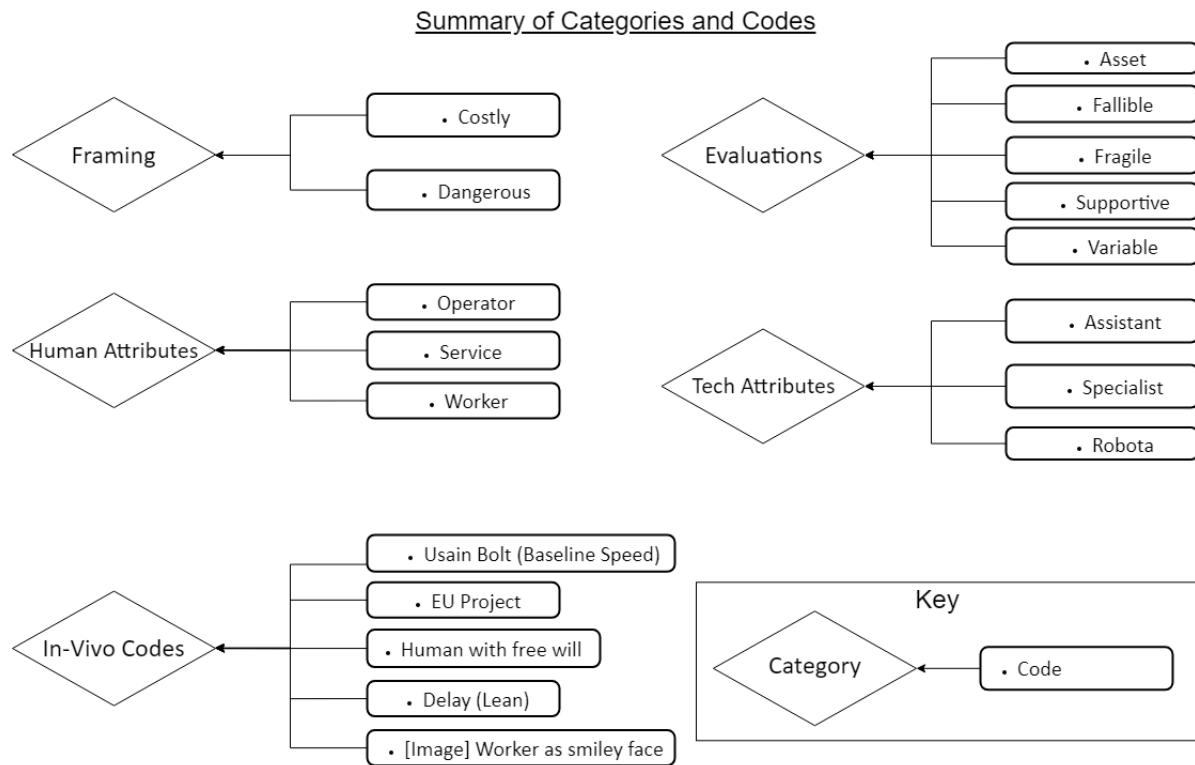 Summary of Categories and Codes
Framing
• Costly
• Dangerous
Evaluations
• Asset
• Fallible
• Fragile
• Supportive
• Variable
Human Attributes
• Operator
• Service
• Worker
Tech Attributes
• Assistant
• Specialist
• Robota
In-Vivo Codes
• Usain Bolt (Baseline Speed)
• EU Project
• Human with free will
• Delay (Lean)
• [Image] Worker as smiley face
Key
Category
• Code